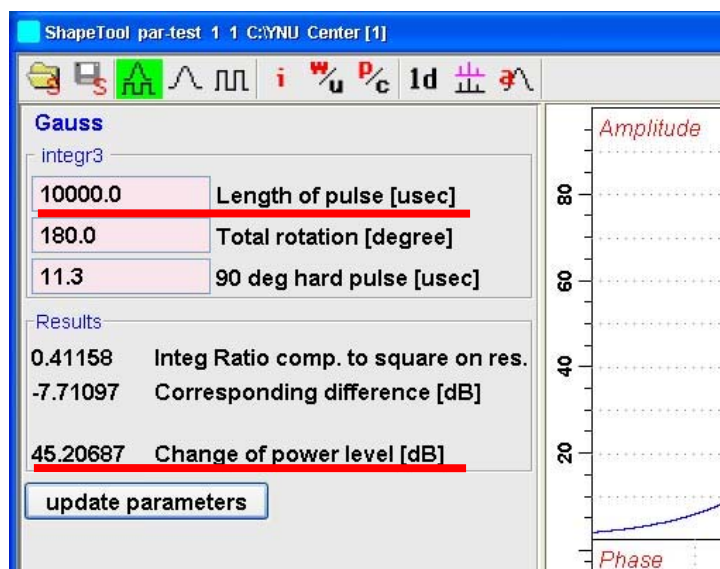 ShapeTool par-test 1 1 C:\YNU Center [1]
i w/u P/c 1d a
Gauss
integr3
10000.0 Length of pulse [usec]
180.0 Total rotation [degree]
11.3 90 deg hard pulse [usec]
Results
0.41158 Integ Ratio comp. to square on res.
-7.71097 Corresponding difference [dB]
45.20687 Change of power level [dB]
update parameters
Amplitude
80
60
40
20
Phase